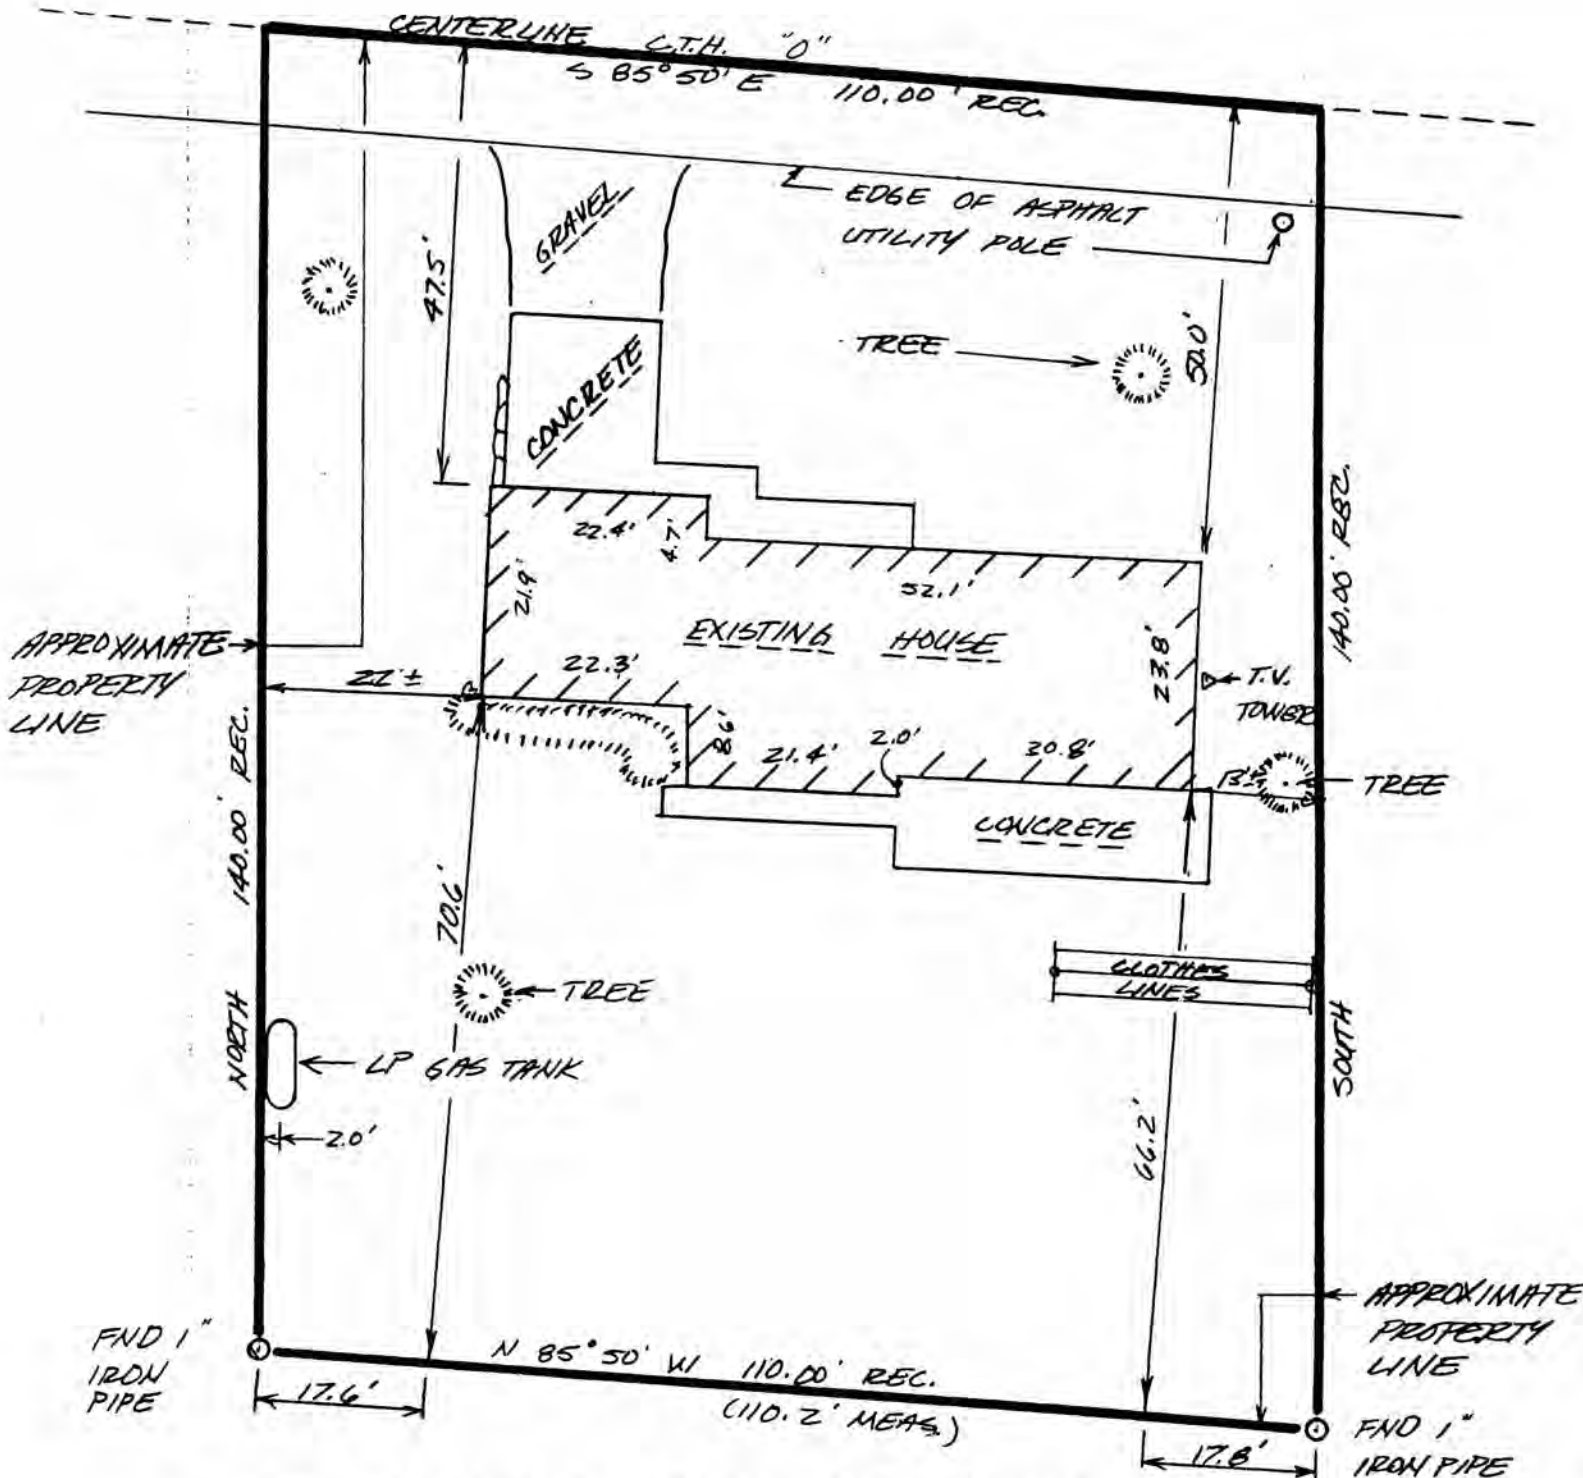 CENTERLINE C.T.H. "O"
S 85° 50' E 110.00' REC.
EDGE OF ASPHALT
UTILITY POLE
GRAVEL
47.5'
TREE
50.0'
CONCRETE
140.00' REC.
22.4'
4.7'
52.1'
21.9'
EXISTING HOUSE
23.8'
APPROXIMATE
PROPERTY
LINE
22' ±
22.3'
T.V.
TOWER
8.6'
21.4'
2.0'
30.8'
13' ±
TREE
CONCRETE
NORTH 140.00' REC.
70.6'
TREE
CLOTHES
LINES
SOUTH
LP GAS TANK
2.0'
66.2'
APPROXIMATE
PROPERTY
LINE
FND 1"
IRON
PIPE
17.6'
N 85° 50' W 110.00' REC.
(110.2' MEAS.)
17.8'
FND 1"
IRON PIPE